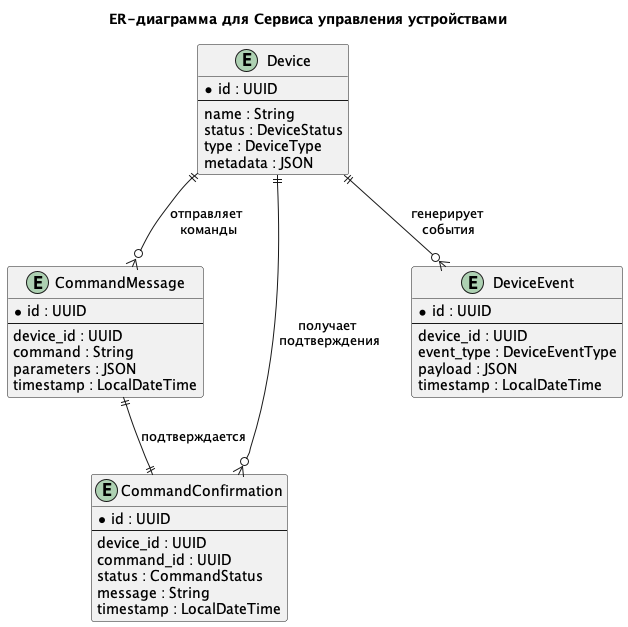 ER-диаграмма для Сервиса управления устройствами
E Device
* id : UUID
name : String
status : DeviceStatus
type : DeviceType
metadata : JSON
отправляет
команды
генерирует
события
E CommandMessage
* id : UUID
device_id : UUID
command : String
parameters : JSON
timestamp : LocalDateTime
получает
подтверждения
E DeviceEvent
* id : UUID
device_id : UUID
event_type : DeviceEventType
payload : JSON
timestamp : LocalDateTime
подтверждается
E CommandConfirmation
* id : UUID
device_id : UUID
command_id : UUID
status : CommandStatus
message : String
timestamp : LocalDateTime